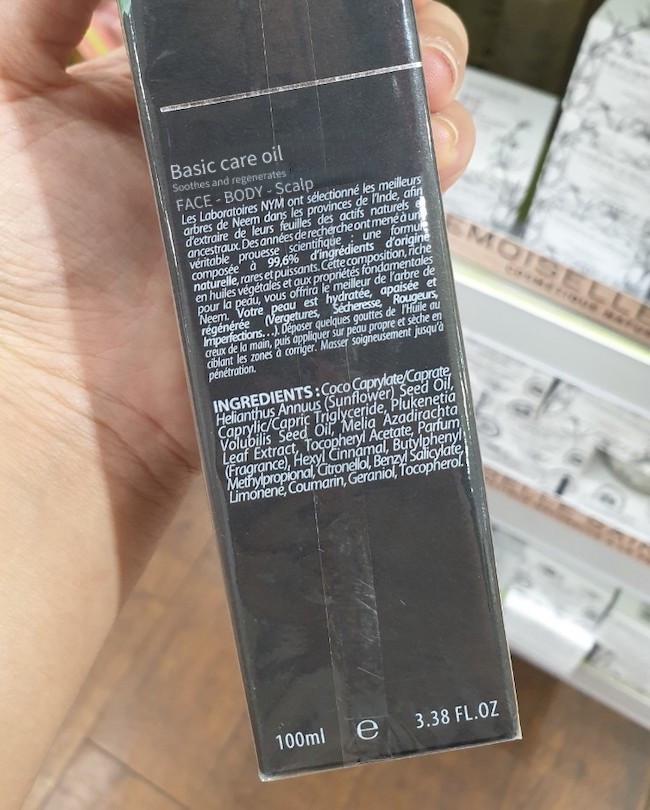 Basic care oil
Soothes and regenerates
FACE - BODY - Scalp
Les Laboratoires NYM ont sélectionné les meilleurs
arbres de Neem dans les provinces de l'Inde, afin
d'extraire de leurs feuilles des actifs naturels et
ancestraux. Des années de recherche ont mené à une
véritable prouesse scientifique : une formule
composée à 99,6% d'ingrédients d'origine
naturelle, rares et puissants. Cette composition, riche
en huiles végétales et aux propriétés fondamentales
pour la peau, vous offrira le meilleur de l'arbre de
Neem. Votre peau est hydratée, apaisée et
régénérée (Vergetures, Sécheresse, Rougeurs,
Imperfections...). Déposer quelques gouttes de l'Huile au
creux de la main, puis appliquer sur peau propre et sèche en
ciblant les zones à corriger. Masser soigneusement jusqu'à
pénétration.
INGREDIENTS : Coco Caprylate/Caprate,
Helianthus Annuus (Sunflower) Seed Oil,
Caprylic/Capric Triglyceride, Plukenetia
Volubilis Seed Oil, Melia Azadirachta
Leaf Extract, Tocopheryl Acetate, Parfum
(Fragrance), Hexyl Cinnamal, Butylphenyl
Methylpropional, Citronellol, Benzyl Salicylate,
Limonene, Coumarin, Geraniol, Tocopherol.
100ml e 3.38 FL.OZ
EMOISELLE